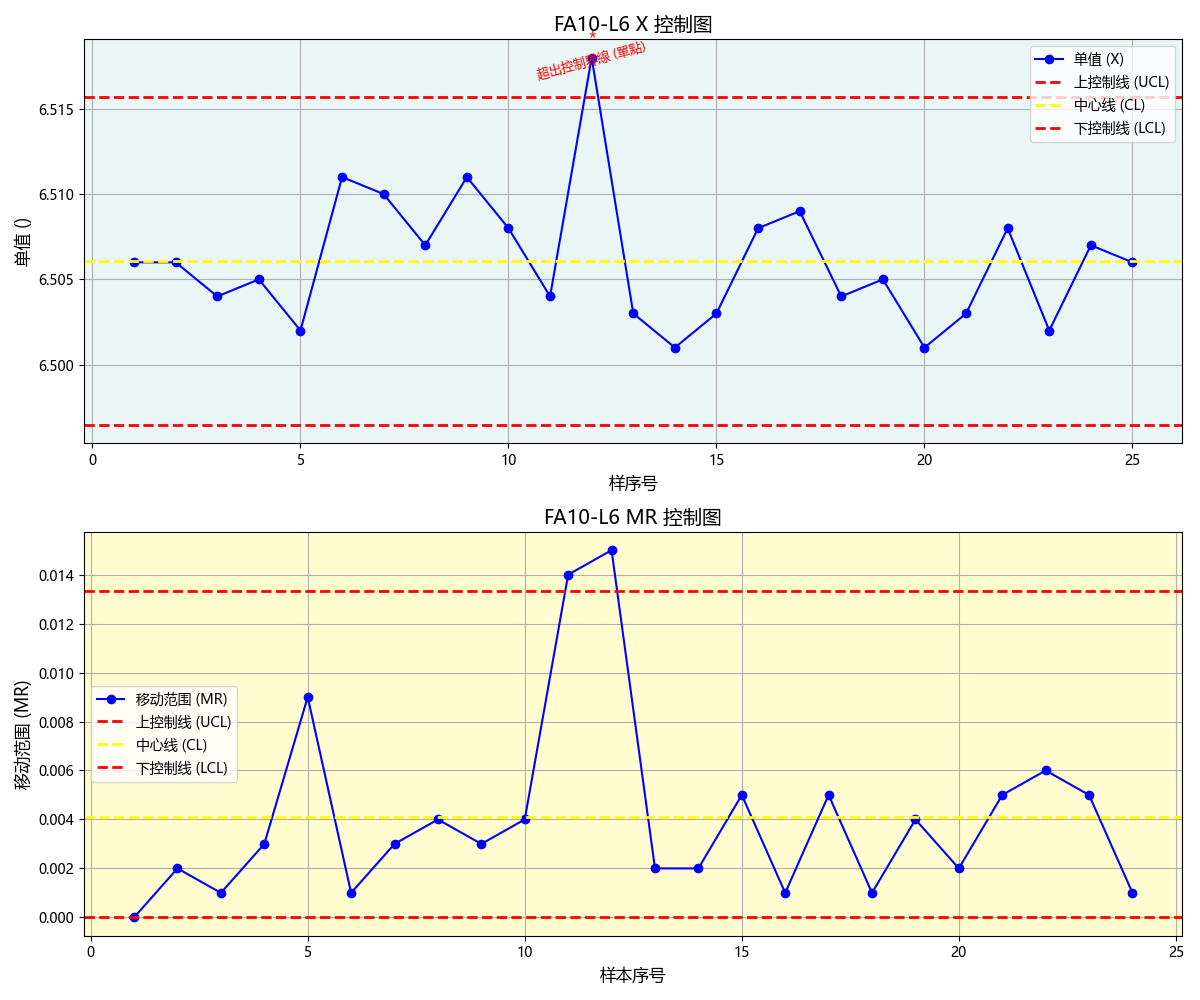 FA10-L6 X 控制图
*
超出控制界線 (單點)
单值 (X)
上控制线 (UCL)
中心线 (CL)
下控制线 (LCL)
单值 ()
6.515
6.510
6.505
6.500
0 5 10 15 20 25
样序号
FA10-L6 MR 控制图
移动范围 (MR)
0.014
0.012
0.010
0.008
0.006
0.004
0.002
0.000
移动范围 (MR)
上控制线 (UCL)
中心线 (CL)
下控制线 (LCL)
0 5 10 15 20 25
样本序号